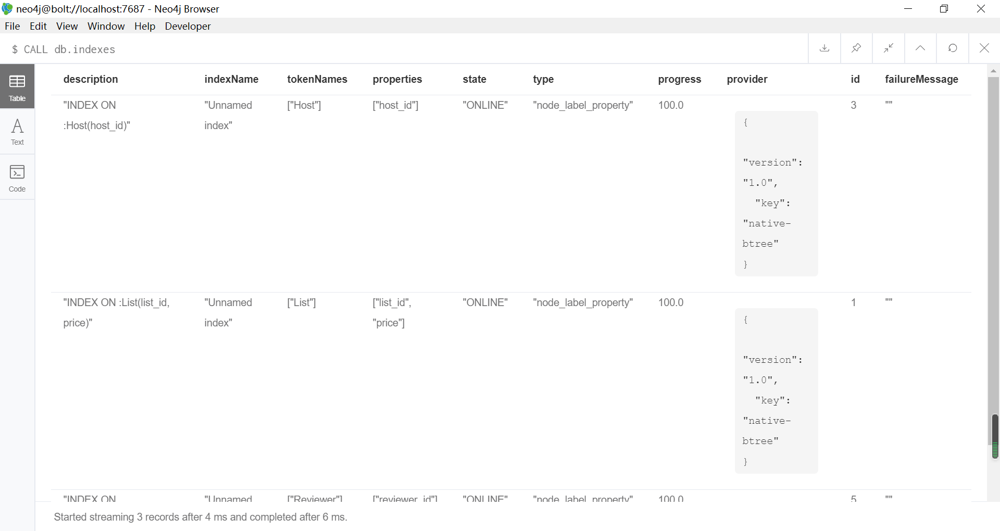 neo4j@bolt://localhost:7687 - Neo4j Browser
File Edit View Window Help Developer
$ CALL db.indexes
Table
Text
Code
description indexName tokenNames properties state type progress provider id failureMessage
"INDEX ON "Unnamed ["Host"] ["host_id"] "ONLINE" "node_label_property" 100.0 3 ""
:Host(host_id)" index"
{
"version":
"1.0",
"key":
"native-
btree"
}
"INDEX ON :List(list_id, "Unnamed ["List"] ["list_id", "ONLINE" "node_label_property" 100.0 1 ""
price)" index" "price"]
{
"version":
"1.0",
"key":
"native-
btree"
}
"INDEX ON "Unnamed ["Reviewer"] ["reviewer_id"] "ONLINE" "node_label_property" 100.0 5 ""
Started streaming 3 records after 4 ms and completed after 6 ms.